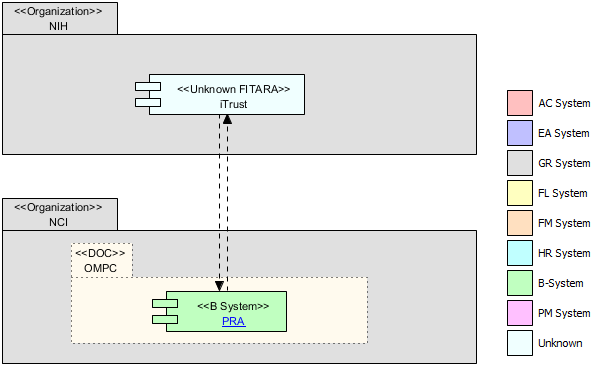 <<Organization>>
NIH
<<Unknown FITARA>>
iTrust
<<Organization>>
NCI
<<DOC>>
OMPC
<<B System>>
PRA
AC System
EA System
GR System
FL System
FM System
HR System
B-System
PM System
Unknown